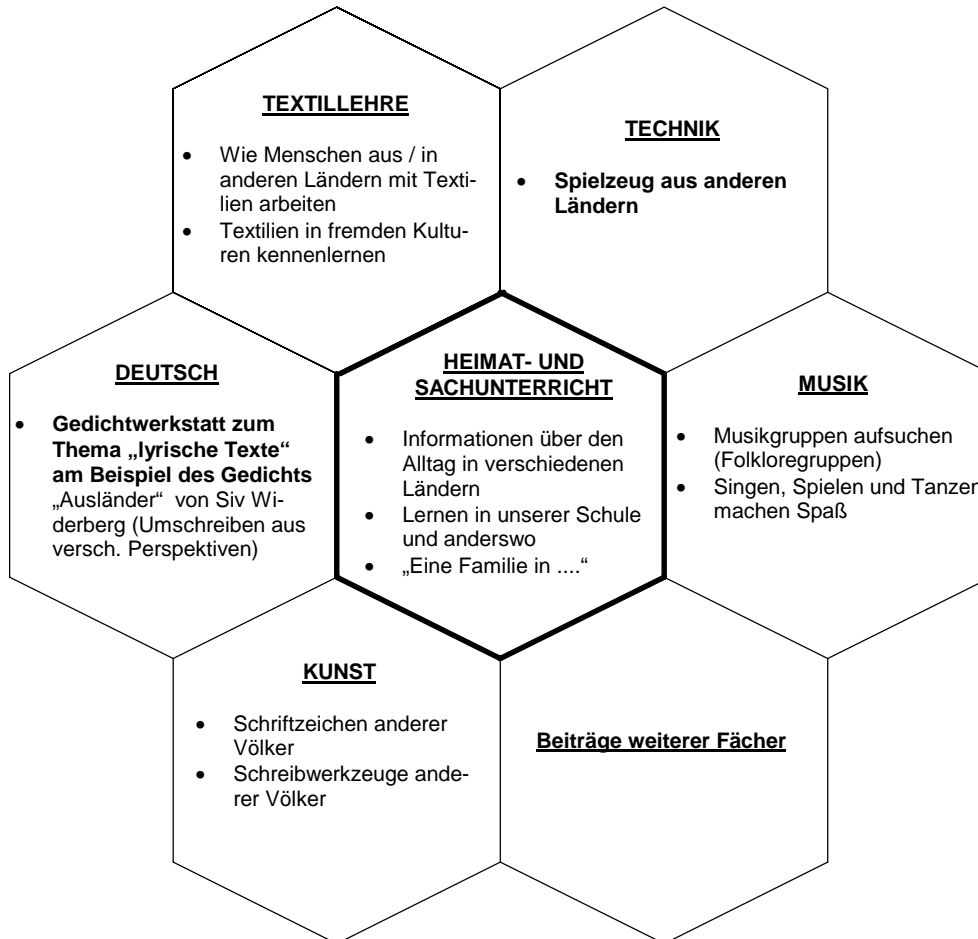 TEXTILLEHRE
• Wie Menschen aus / in
anderen Ländern mit Texti-
lien arbeiten
• Textilien in fremden Kultu-
ren kennenlernen
TECHNIK
• Spielzeug aus anderen
Ländern
DEUTSCH
• Gedichtwerkstatt zum
Thema „lyrische Texte“
am Beispiel des Gedichts
„Ausländer“ von Siv Wi-
derberg (Umschreiben aus
versch. Perspektiven)
HEIMAT- UND
SACHUNTERRICHT
• Informationen über den
Alltag in verschiedenen
Ländern
• Lernen in unserer Schule
und anderswo
• „Eine Familie in ....“
MUSIK
• Musikgruppen aufsuchen
(Folkloregruppen)
• Singen, Spielen und Tanzen
machen Spaß
KUNST
• Schriftzeichen anderer
Völker
• Schreibwerkzeuge ande-
rer Völker
Beiträge weiterer Fächer